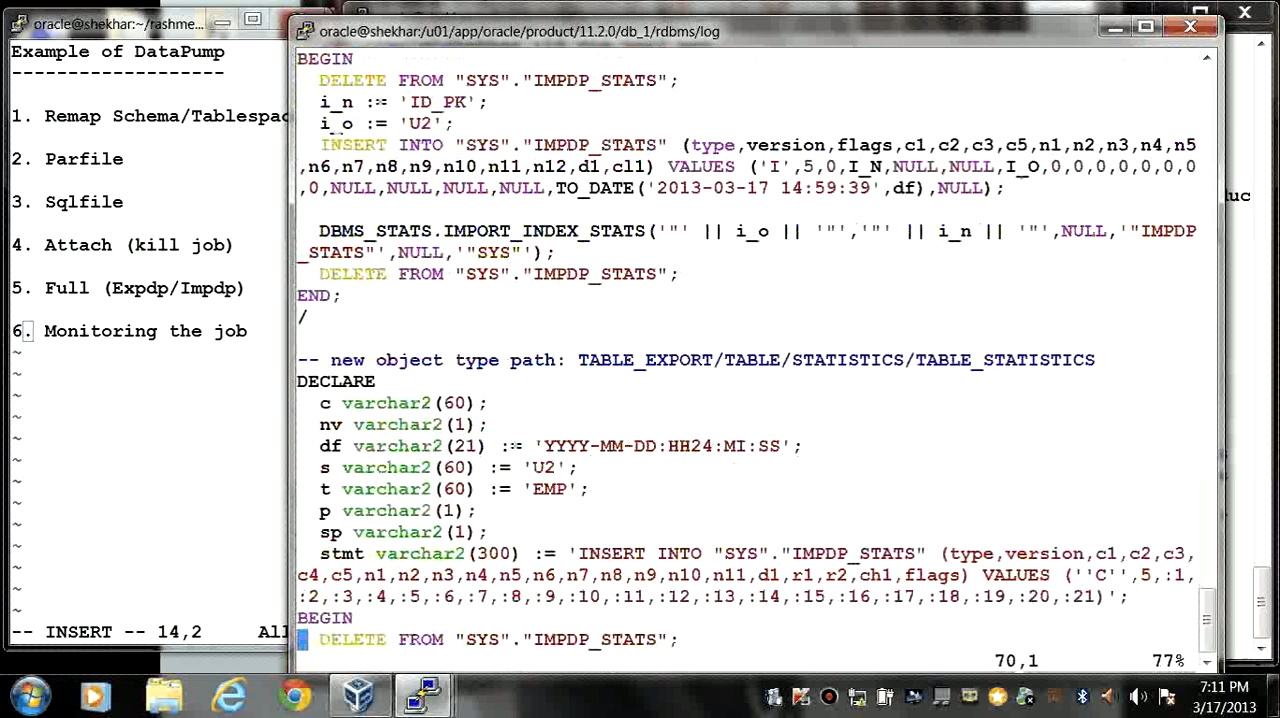 oracle@shekhar:~/rashme...
Example of DataPump
-------------------
1. Remap Schema/Tablespac
2. Parfile
3. Sqlfile
4. Attach (kill job)
5. Full (Expdp/Impdp)
6. Monitoring the job
~
~
~
~
~
~
~
~
~
~
~
~
~
-- INSERT -- 14,2 All
oracle@shekhar:/u01/app/oracle/product/11.2.0/db_1/rdbms/log
BEGIN
DELETE FROM "SYS"."IMPDP_STATS";
i_n := 'ID_PK';
i_o := 'U2';
INSERT INTO "SYS"."IMPDP_STATS" (type,version,flags,c1,c2,c3,c5,n1,n2,n3,n4,n5
,n6,n7,n8,n9,n10,n11,n12,d1,cl1) VALUES ('I',5,0,I_N,NULL,NULL,I_O,0,0,0,0,0,0,0
,0,NULL,NULL,NULL,NULL,TO_DATE('2013-03-17 14:59:39',df),NULL);
DBMS_STATS.IMPORT_INDEX_STATS('"' || i_o || '"','"' || i_n || '"',NULL,'"IMPDP
_STATS"',NULL,'"SYS"');
DELETE FROM "SYS"."IMPDP_STATS";
END;
/
-- new object type path: TABLE_EXPORT/TABLE/STATISTICS/TABLE_STATISTICS
DECLARE
c varchar2(60);
nv varchar2(1);
df varchar2(21) := 'YYYY-MM-DD:HH24:MI:SS';
s varchar2(60) := 'U2';
t varchar2(60) := 'EMP';
p varchar2(1);
sp varchar2(1);
stmt varchar2(300) := 'INSERT INTO "SYS"."IMPDP_STATS" (type,version,c1,c2,c3,
c4,c5,n1,n2,n3,n4,n5,n6,n7,n8,n9,n10,n11,d1,r1,r2,ch1,flags) VALUES (''C'',5,:1,
:2,:3,:4,:5,:6,:7,:8,:9,:10,:11,:12,:13,:14,:15,:16,:17,:18,:19,:20,:21)';
BEGIN
DELETE FROM "SYS"."IMPDP_STATS";
70,1 77%
duc
7:11 PM
3/17/2013